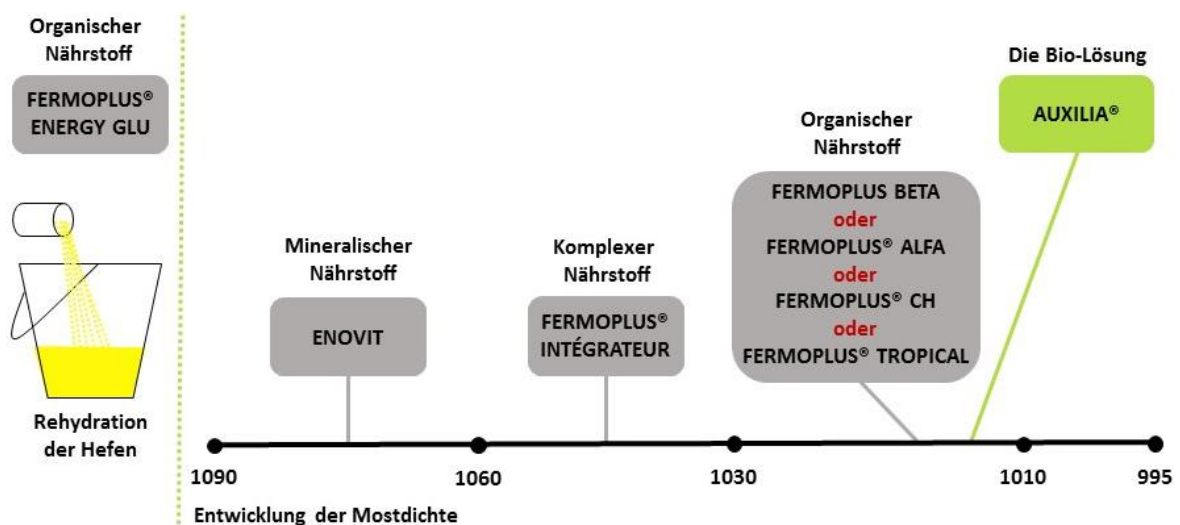 Organischer
Nährstoff
FERMOPLUS®
ENERGY GLU
Rehydration
der Hefen
Mineralischer
Nährstoff
ENOVIT
Komplexer
Nährstoff
FERMOPLUS®
INTÉGRATEUR
Organischer
Nährstoff
FERMOPLUS BETA
oder
FERMOPLUS® ALFA
oder
FERMOPLUS® CH
oder
FERMOPLUS® TROPICAL
Die Bio-Lösung
AUXILIA®
1090
1060
1030
1010
995
Entwicklung der Mostdichte